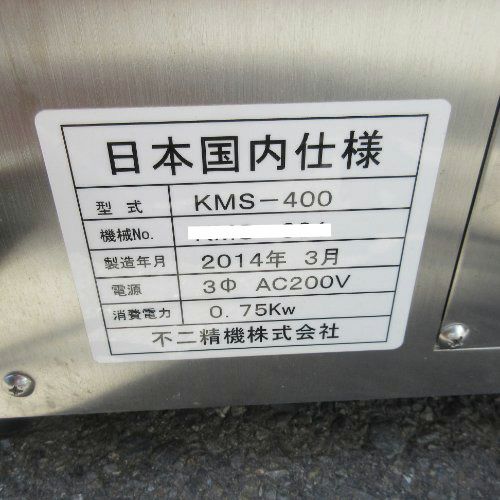 日本国内仕様
型式 KMS-400
機械No.
製造年月 2014年 3月
電源 3Φ AC200V
消費電力 0.75Kw
不二精機株式会社